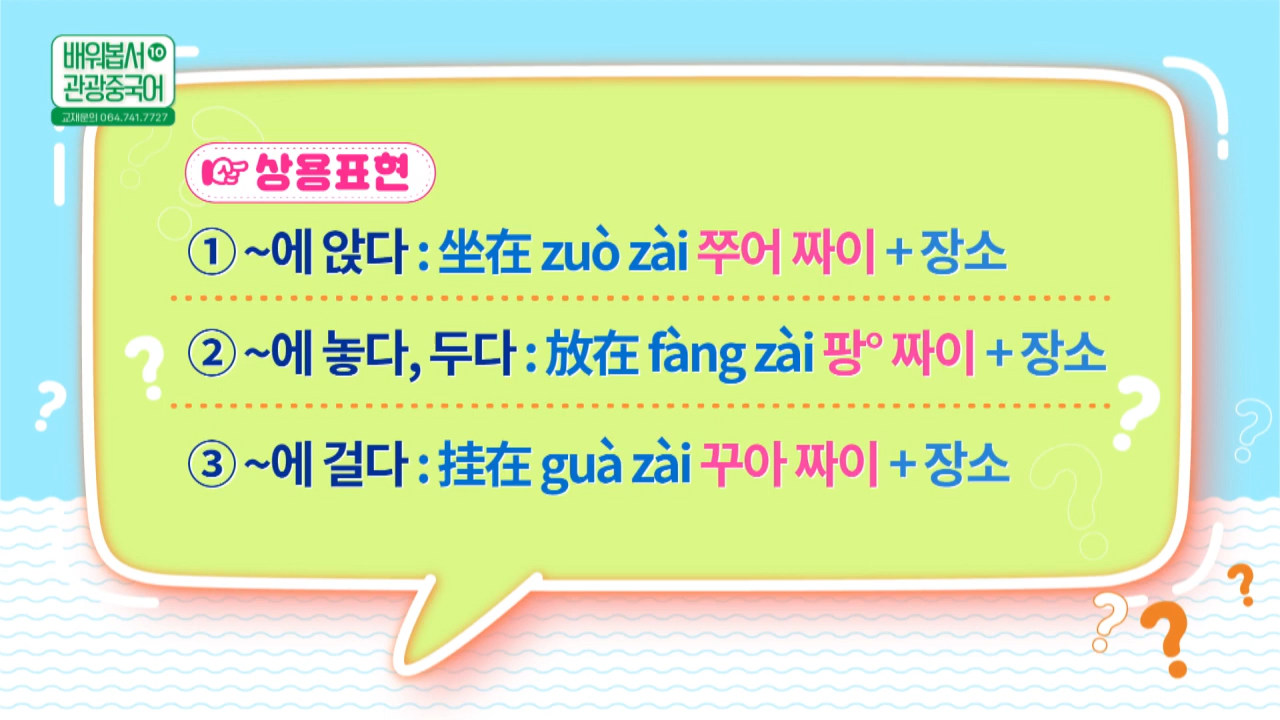 배워봅서 10
관광중국어
교재문의 064.741.7727
상용표현
① ~에 앉다 : 坐在 zuò zài 쭈어 짜이 + 장소
② ~에 놓다, 두다 : 放在 fàng zài 팡° 짜이 + 장소
③ ~에 걸다 : 挂在 guà zài 꾸아 짜이 + 장소